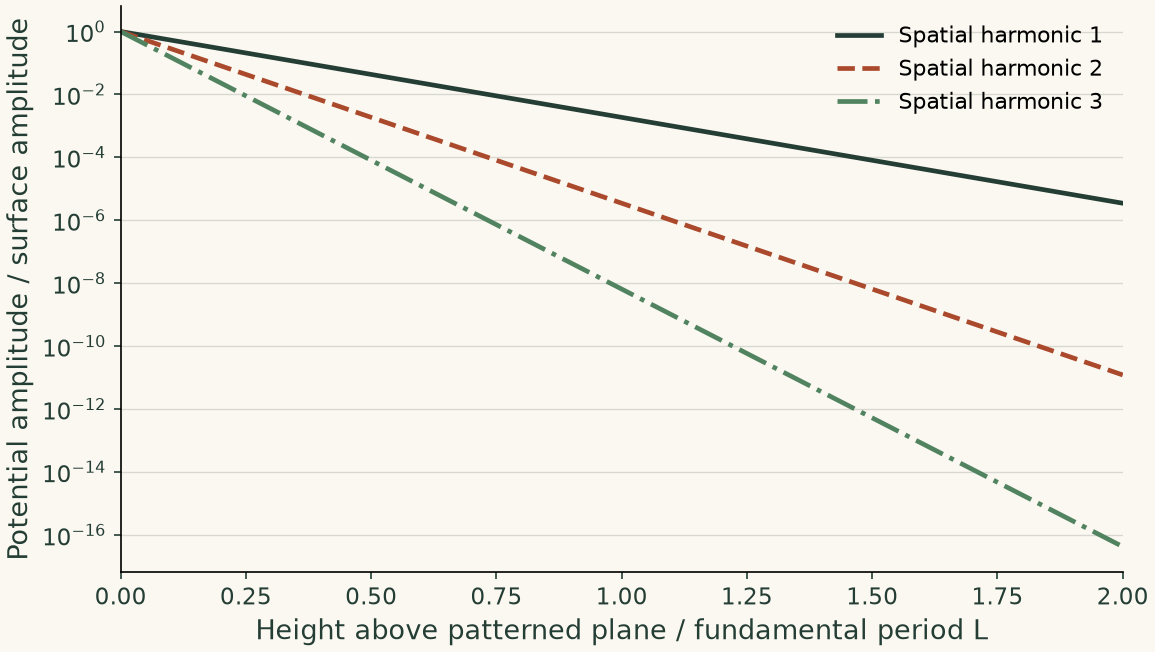 Potential amplitude / surface amplitude
10⁰
10⁻²
10⁻⁴
10⁻⁶
10⁻⁸
10⁻¹⁰
10⁻¹²
10⁻¹⁴
10⁻¹⁶
Spatial harmonic 1
Spatial harmonic 2
Spatial harmonic 3
0.00 0.25 0.50 0.75 1.00 1.25 1.50 1.75 2.00
Height above patterned plane / fundamental period L